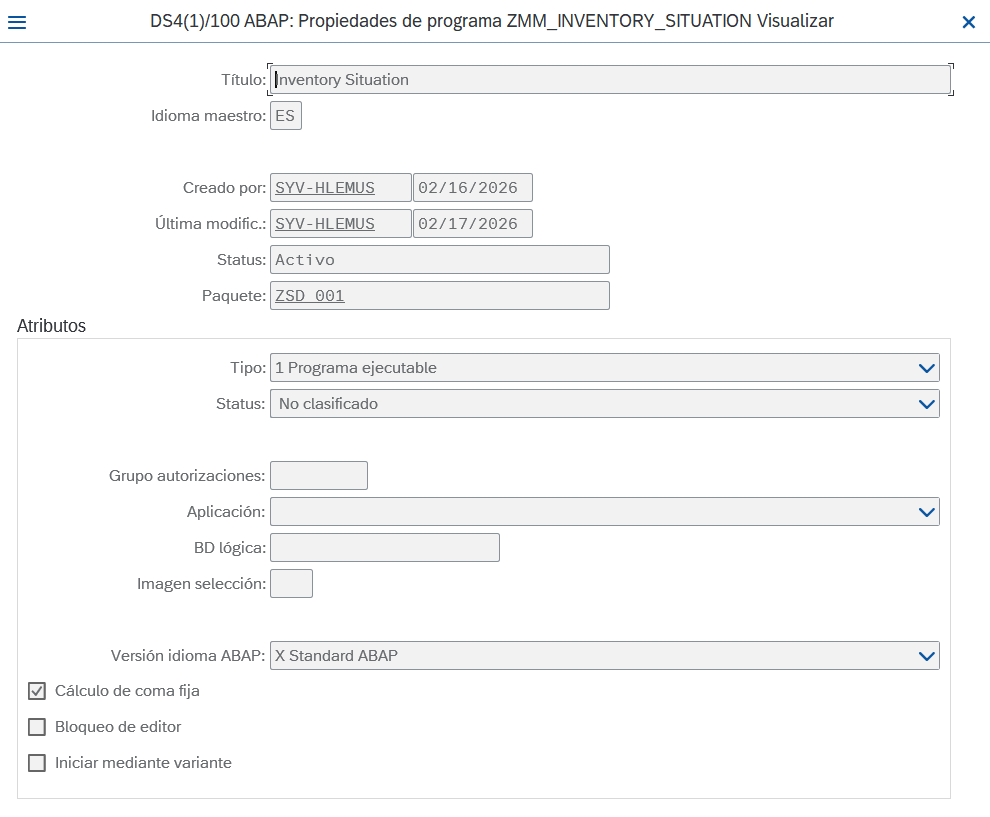 DS4(1)/100 ABAP: Propiedades de programa ZMM_INVENTORY_SITUATION Visualizar
Título: Inventory Situation
Idioma maestro: ES
Creado por: SYV-HLEMUS 02/16/2026
Última modific.: SYV-HLEMUS 02/17/2026
Status: Activo
Paquete: ZSD_001
Atributos
Tipo: 1 Programa ejecutable
Status: No clasificado
Grupo autorizaciones:
Aplicación:
BD lógica:
Imagen selección:
Versión idioma ABAP: X Standard ABAP
Cálculo de coma fija
Bloqueo de editor
Iniciar mediante variante